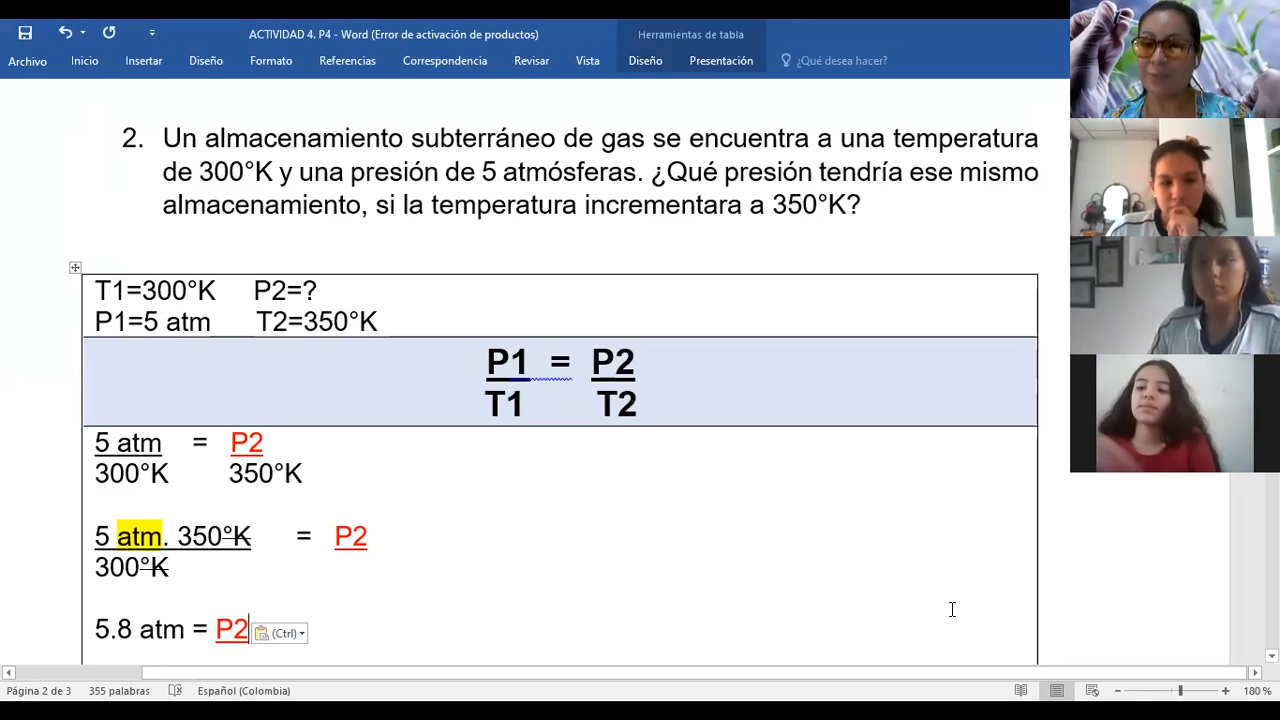 ACTIVIDAD 4. P4 - Word (Error de activación de productos)
Herramientas de tabla
Archivo Inicio Insertar Diseño Formato Referencias Correspondencia Revisar Vista Diseño Presentación ¿Qué desea hacer?
2. Un almacenamiento subterráneo de gas se encuentra a una temperatura
de 300°K y una presión de 5 atmósferas. ¿Qué presión tendría ese mismo
almacenamiento, si la temperatura incrementara a 350°K?
T1=300°K P2=?
P1=5 atm T2=350°K
P1 = P2
T1 T2
5 atm = P2
300°K 350°K
5 atm. 350°K = P2
300°K
5.8 atm = P2
(Ctrl)
Página 2 de 3 355 palabras Español (Colombia) 180 %